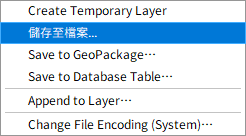 Create Temporary Layer
儲存至檔案...
Save to GeoPackage…
Save to Database Table…
Append to Layer…
Change File Encoding (System)…